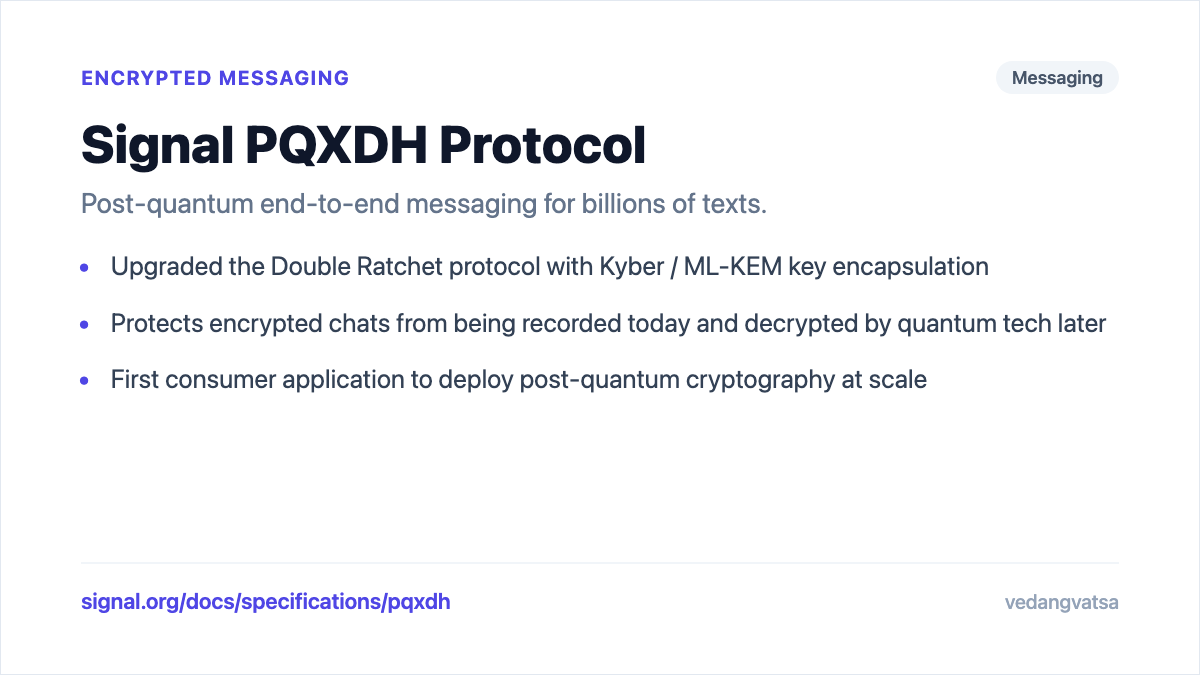 ENCRYPTED MESSAGING
Messaging
Signal PQXDH Protocol
Post-quantum end-to-end messaging for billions of texts.
• Upgraded the Double Ratchet protocol with Kyber / ML-KEM key encapsulation
• Protects encrypted chats from being recorded today and decrypted by quantum tech later
• First consumer application to deploy post-quantum cryptography at scale
signal.org/docs/specifications/pqxdh
vedangvatsa